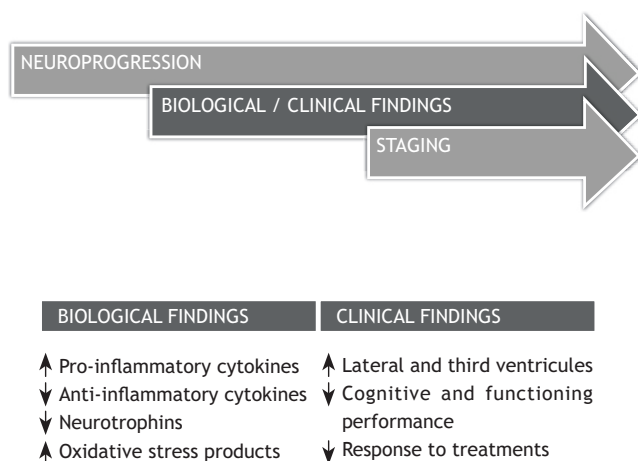 NEUROPROGRESSION
BIOLOGICAL / CLINICAL FINDINGS
STAGING
BIOLOGICAL FINDINGS
Pro-inflammatory cytokines
Anti-inflammatory cytokines
Neurotrophins
Oxidative stress products
CLINICAL FINDINGS
Lateral and third ventricules
Cognitive and functioning
performance
Response to treatments